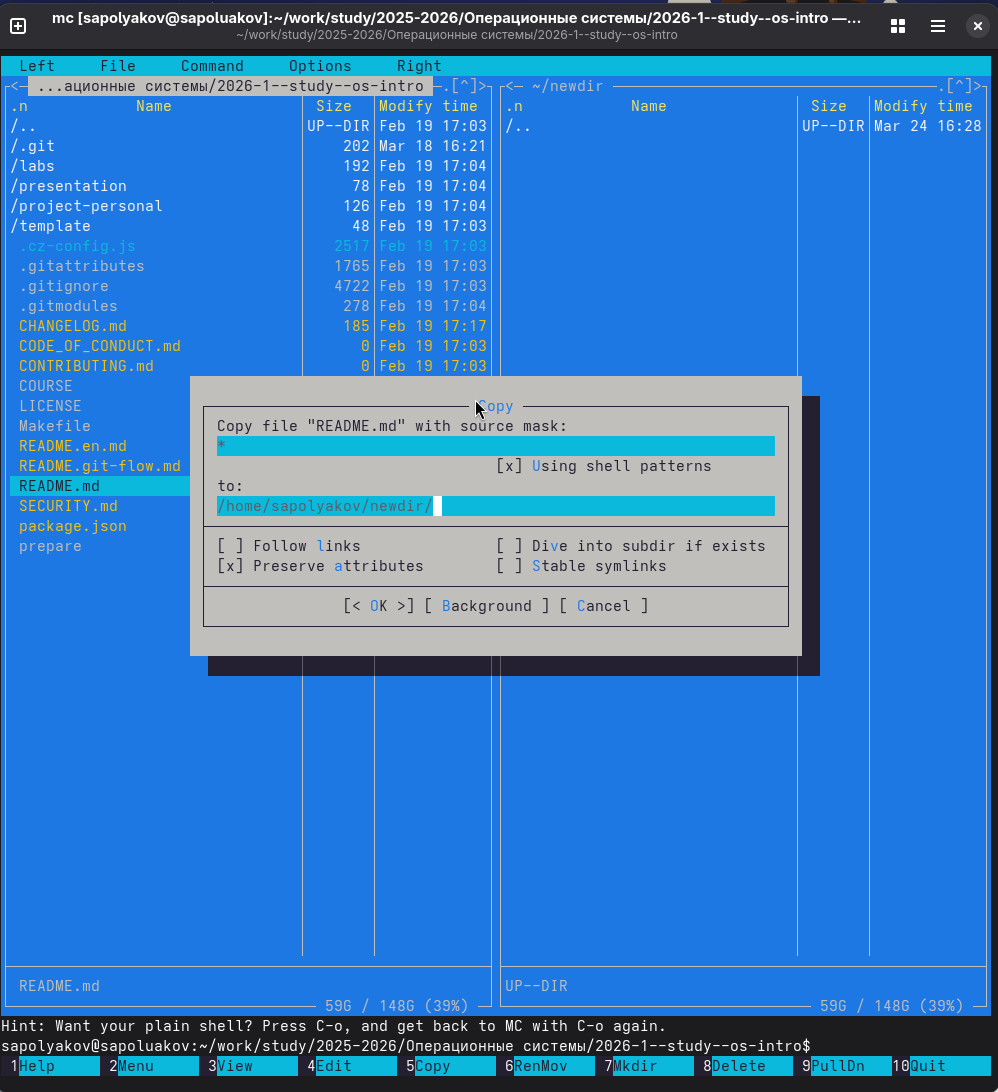 mc [sapolyakov@sapoluakov]:~/work/study/2025-2026/Операционные системы/2026-1--study--os-intro —...
~/work/study/2025-2026/Операционные системы/2026-1--study--os-intro
Left File Command Options Right
<— ...ационные системы/2026-1--study--os-intro —.[^]> <— ~/newdir —.[^]>
.n Name Size Modify time .n Name Size Modify time
/.. UP--DIR Feb 19 17:03 /.. UP--DIR Mar 24 16:28
/.git 202 Mar 18 16:21
/labs 192 Feb 19 17:04
/presentation 78 Feb 19 17:04
/project-personal 126 Feb 19 17:04
/template 48 Feb 19 17:03
.cz-config.js 2517 Feb 19 17:03
.gitattributes 1765 Feb 19 17:03
.gitignore 4722 Feb 19 17:03
.gitmodules 278 Feb 19 17:04
CHANGELOG.md 185 Feb 19 17:17
CODE_OF_CONDUCT.md 0 Feb 19 17:03
CONTRIBUTING.md 0 Feb 19 17:03
COURSE
LICENSE
Makefile
README.en.md
README.git-flow.md
README.md
SECURITY.md
package.json
prepare
Copy
Copy file "README.md" with source mask:
*
[x] Using shell patterns
to:
/home/sapolyakov/newdir/
[ ] Follow links [ ] Dive into subdir if exists
[x] Preserve attributes [ ] Stable symlinks
[< OK >] [ Background ] [ Cancel ]
README.md UP--DIR
59G / 148G (39%) 59G / 148G (39%)
Hint: Want your plain shell? Press C-o, and get back to MC with C-o again.
sapolyakov@sapoluakov:~/work/study/2025-2026/Операционные системы/2026-1--study--os-intro$
1Help 2Menu 3View 4Edit 5Copy 6RenMov 7Mkdir 8Delete 9PullDn 10Quit